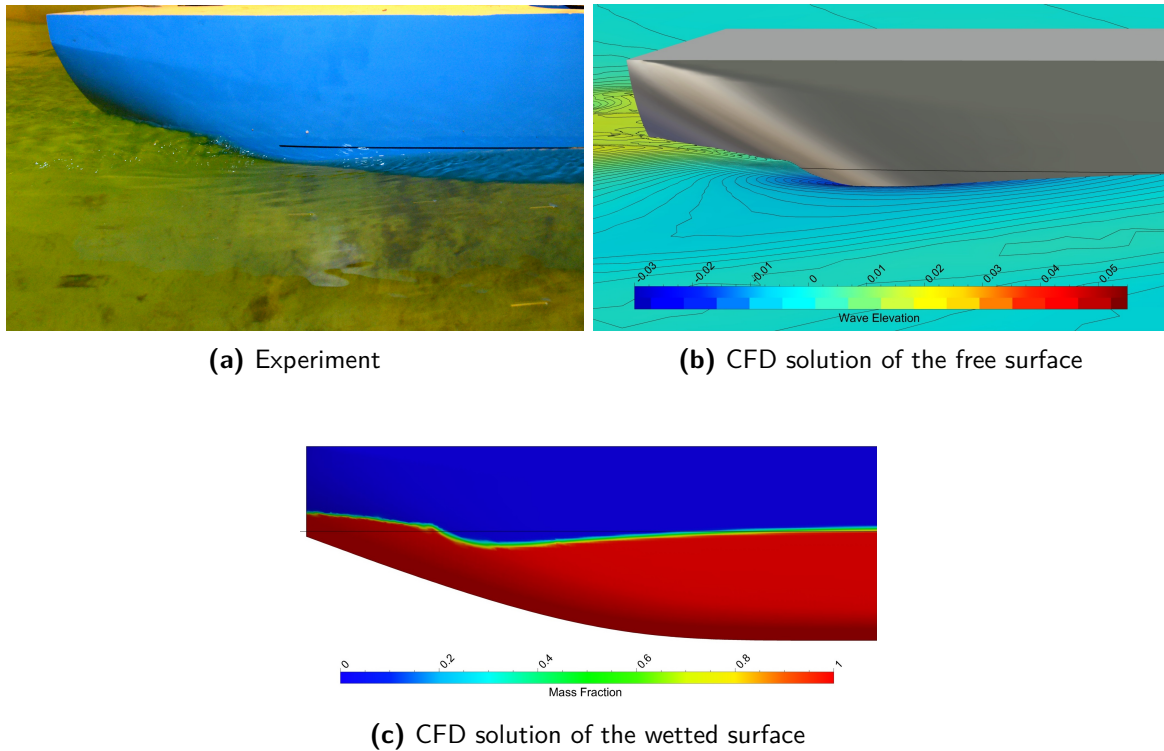 (a) Experiment
-0.03 -0.02 -0.01 0 0.01 0.02 0.03 0.04 0.05
Wave Elevation
(b) CFD solution of the free surface
0 0.2 0.4 0.6 0.8 1
Mass Fraction
(c) CFD solution of the wetted surface